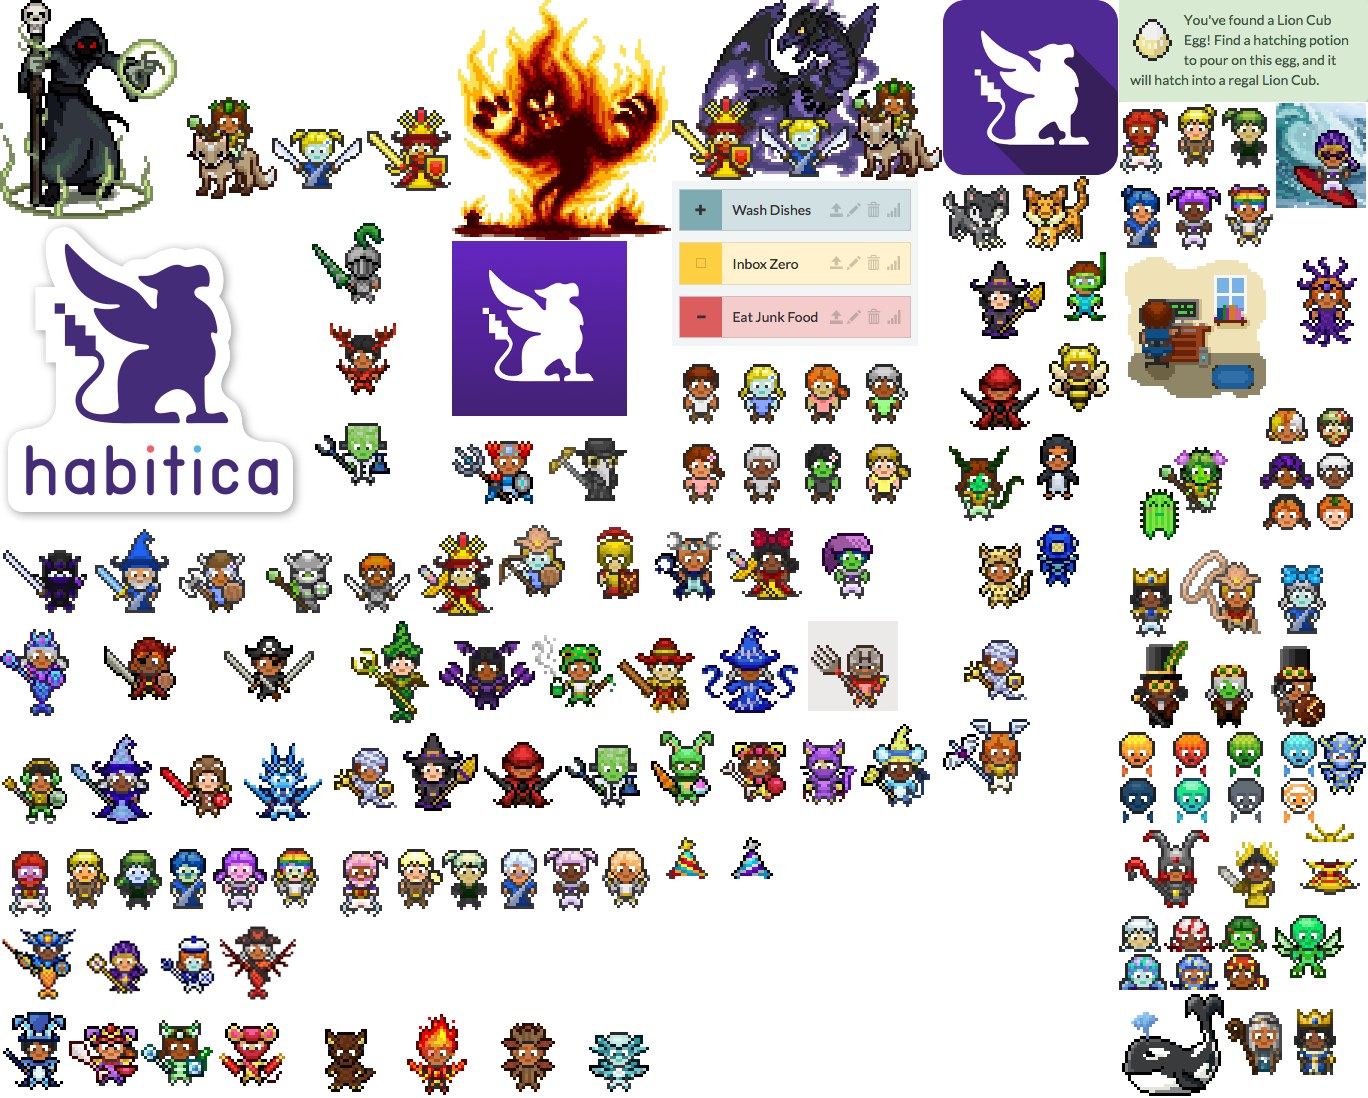 You've found a Lion Cub
Egg! Find a hatching potion
to pour on this egg, and it
will hatch into a regal Lion Cub.
+ Wash Dishes
Inbox Zero
- Eat Junk Food
habitica